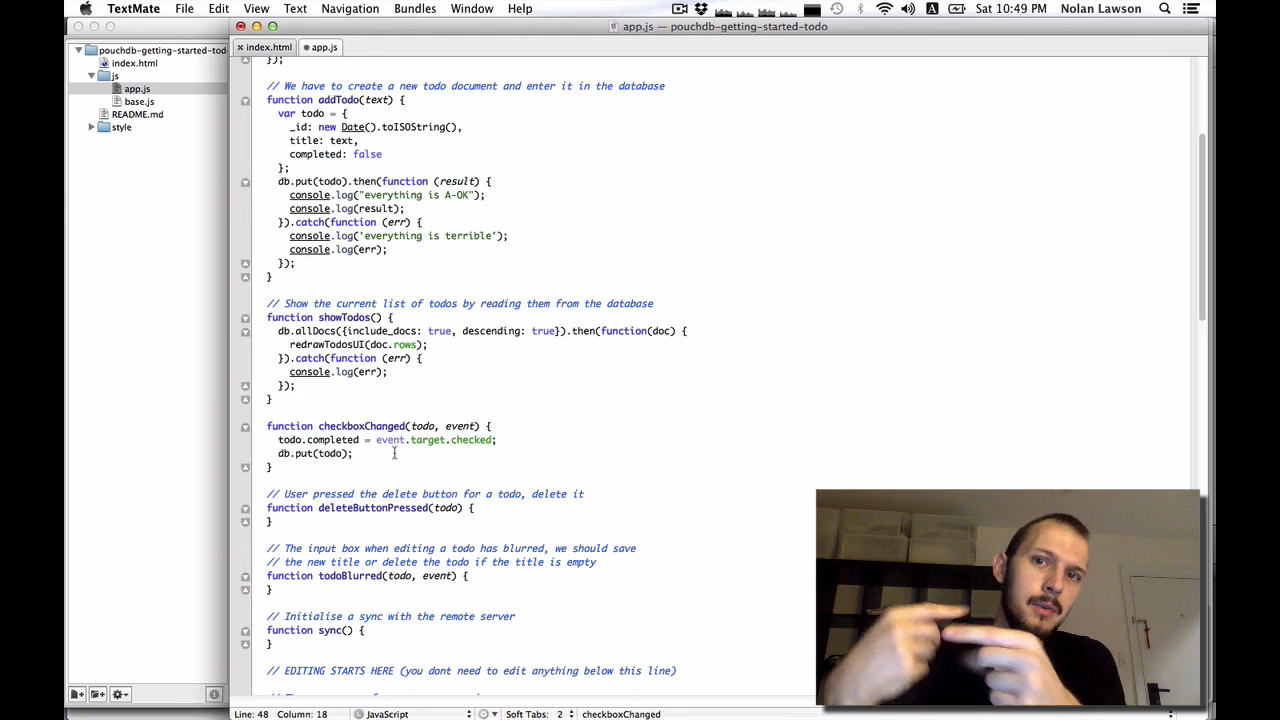 TextMate File Edit View Text Navigation Bundles Window Help A Sat 10:49 PM Nolan Lawson
app.js — pouchdb-getting-started-todo
pouchdb-getting-started-tod
index.html
js
app.js
base.js
README.md
style
index.html app.js
});
// We have to create a new todo document and enter it in the database
function addTodo(text) {
var todo = {
_id: new Date().toISOString(),
title: text,
completed: false
};
db.put(todo).then(function (result) {
console.log("everything is A-OK");
console.log(result);
}).catch(function (err) {
console.log('everything is terrible');
console.log(err);
});
}
// Show the current list of todos by reading them from the database
function showTodos() {
db.allDocs({include_docs: true, descending: true}).then(function(doc) {
redrawTodosUI(doc.rows);
}).catch(function (err) {
console.log(err);
});
}
function checkboxChanged(todo, event) {
todo.completed = event.target.checked;
db.put(todo);
}
// User pressed the delete button for a todo, delete it
function deleteButtonPressed(todo) {
}
// The input box when editing a todo has blurred, we should save
// the new title or delete the todo if the title is empty
function todoBlurred(todo, event) {
}
// Initialise a sync with the remote server
function sync() {
}
// EDITING STARTS HERE (you dont need to edit anything below this line)
Line: 48 Column: 18 JavaScript Soft Tabs: 2 checkboxChanged